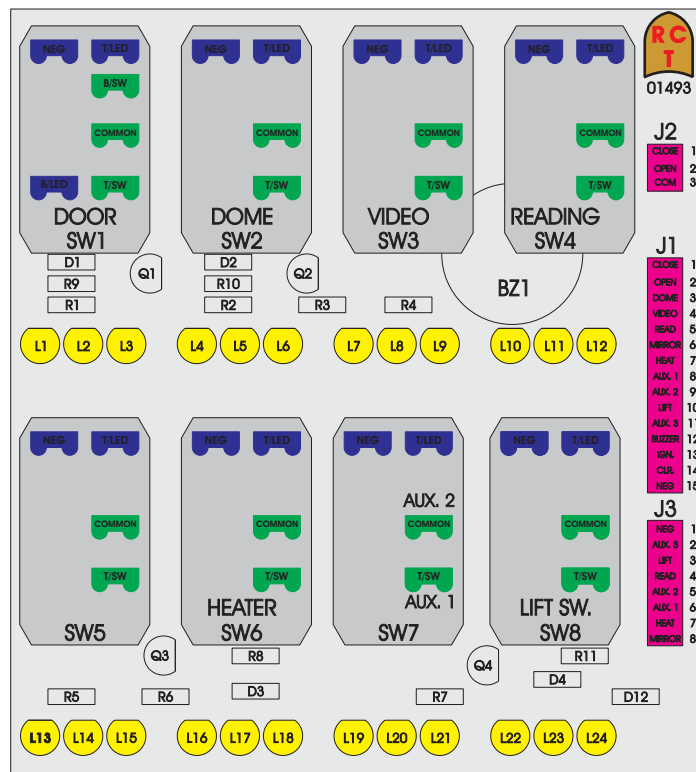 NEG T/LED NEG T/LED NEG T/LED NEG T/LED
R C
T
B/SW
01493
COMMON COMMON COMMON COMMON
J2
CLOSE 1
OPEN 2
COM 3
B/LED T/SW T/SW T/SW T/SW
DOOR DOME VIDEO READING
SW1 SW2 SW3 SW4
J1
CLOSE 1
OPEN 2
DOME 3
VIDEO 4
READ 5
MIRROR 6
HEAT 7
AUX. 1 8
AUX. 2 9
LIFT 10
AUX. 3 11
BUZZER 12
IGN. 13
CLR. 14
NEG 15
D1 Q1 D2 Q2
R9 R10 BZ1
R1 R2 R3 R4
L1 L2 L3 L4 L5 L6 L7 L8 L9 L10 L11 L12
NEG T/LED NEG T/LED NEG T/LED NEG T/LED
AUX. 2
COMMON COMMON COMMON COMMON
J3
NEG 1
AUX. 3 2
LIFT 3
READ 4
AUX. 2 5
AUX. 1 6
HEAT 7
MIRROR 8
T/SW T/SW T/SW T/SW
AUX. 1
HEATER LIFT SW.
SW5 SW6 SW7 SW8
Q3 R8 Q4 R11
D4
R5 R6 D3 R7 D12
L13 L14 L15 L16 L17 L18 L19 L20 L21 L22 L23 L24